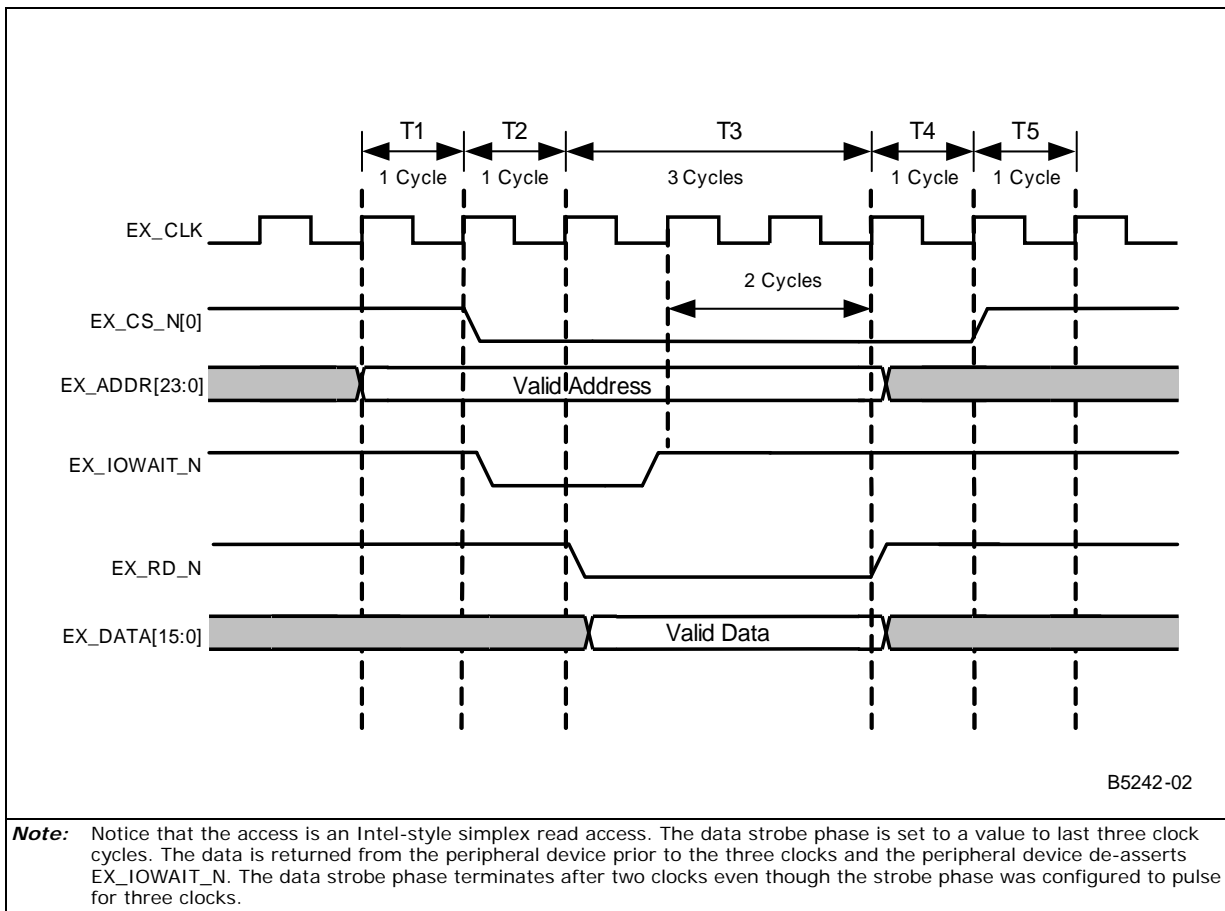 T1 T2 T3 T4 T5
1 Cycle 1 Cycle 3 Cycles 1 Cycle 1 Cycle
EX_CLK
2 Cycles
EX_CS_N[0]
EX_ADDR[23:0] Valid Address
EX_IOWAIT_N
EX_RD_N
EX_DATA[15:0] Valid Data
B5242-02
Note: Notice that the access is an Intel-style simplex read access. The data strobe phase is set to a value to last three clock
cycles. The data is returned from the peripheral device prior to the three clocks and the peripheral device de-asserts
EX_IOWAIT_N. The data strobe phase terminates after two clocks even though the strobe phase was configured to pulse
for three clocks.